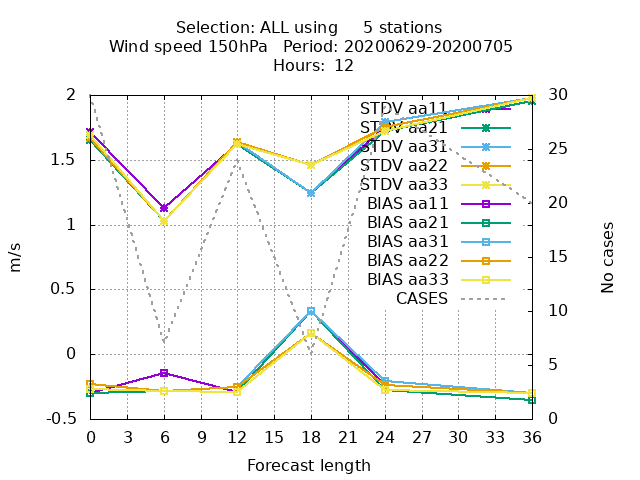 Selection: ALL using     5 stations
Wind speed 150hPa   Period: 20200629-20200705
Hours: 12
2
1.5
1
0.5
0
-0.5
m/s
30
25
20
15
10
5
0
No cases
STDV aa11
STDV aa21
STDV aa31
STDV aa22
STDV aa33
BIAS aa11
BIAS aa21
BIAS aa31
BIAS aa22
BIAS aa33
CASES
0 3 6 9 12 15 18 21 24 27 30 33 36
Forecast length